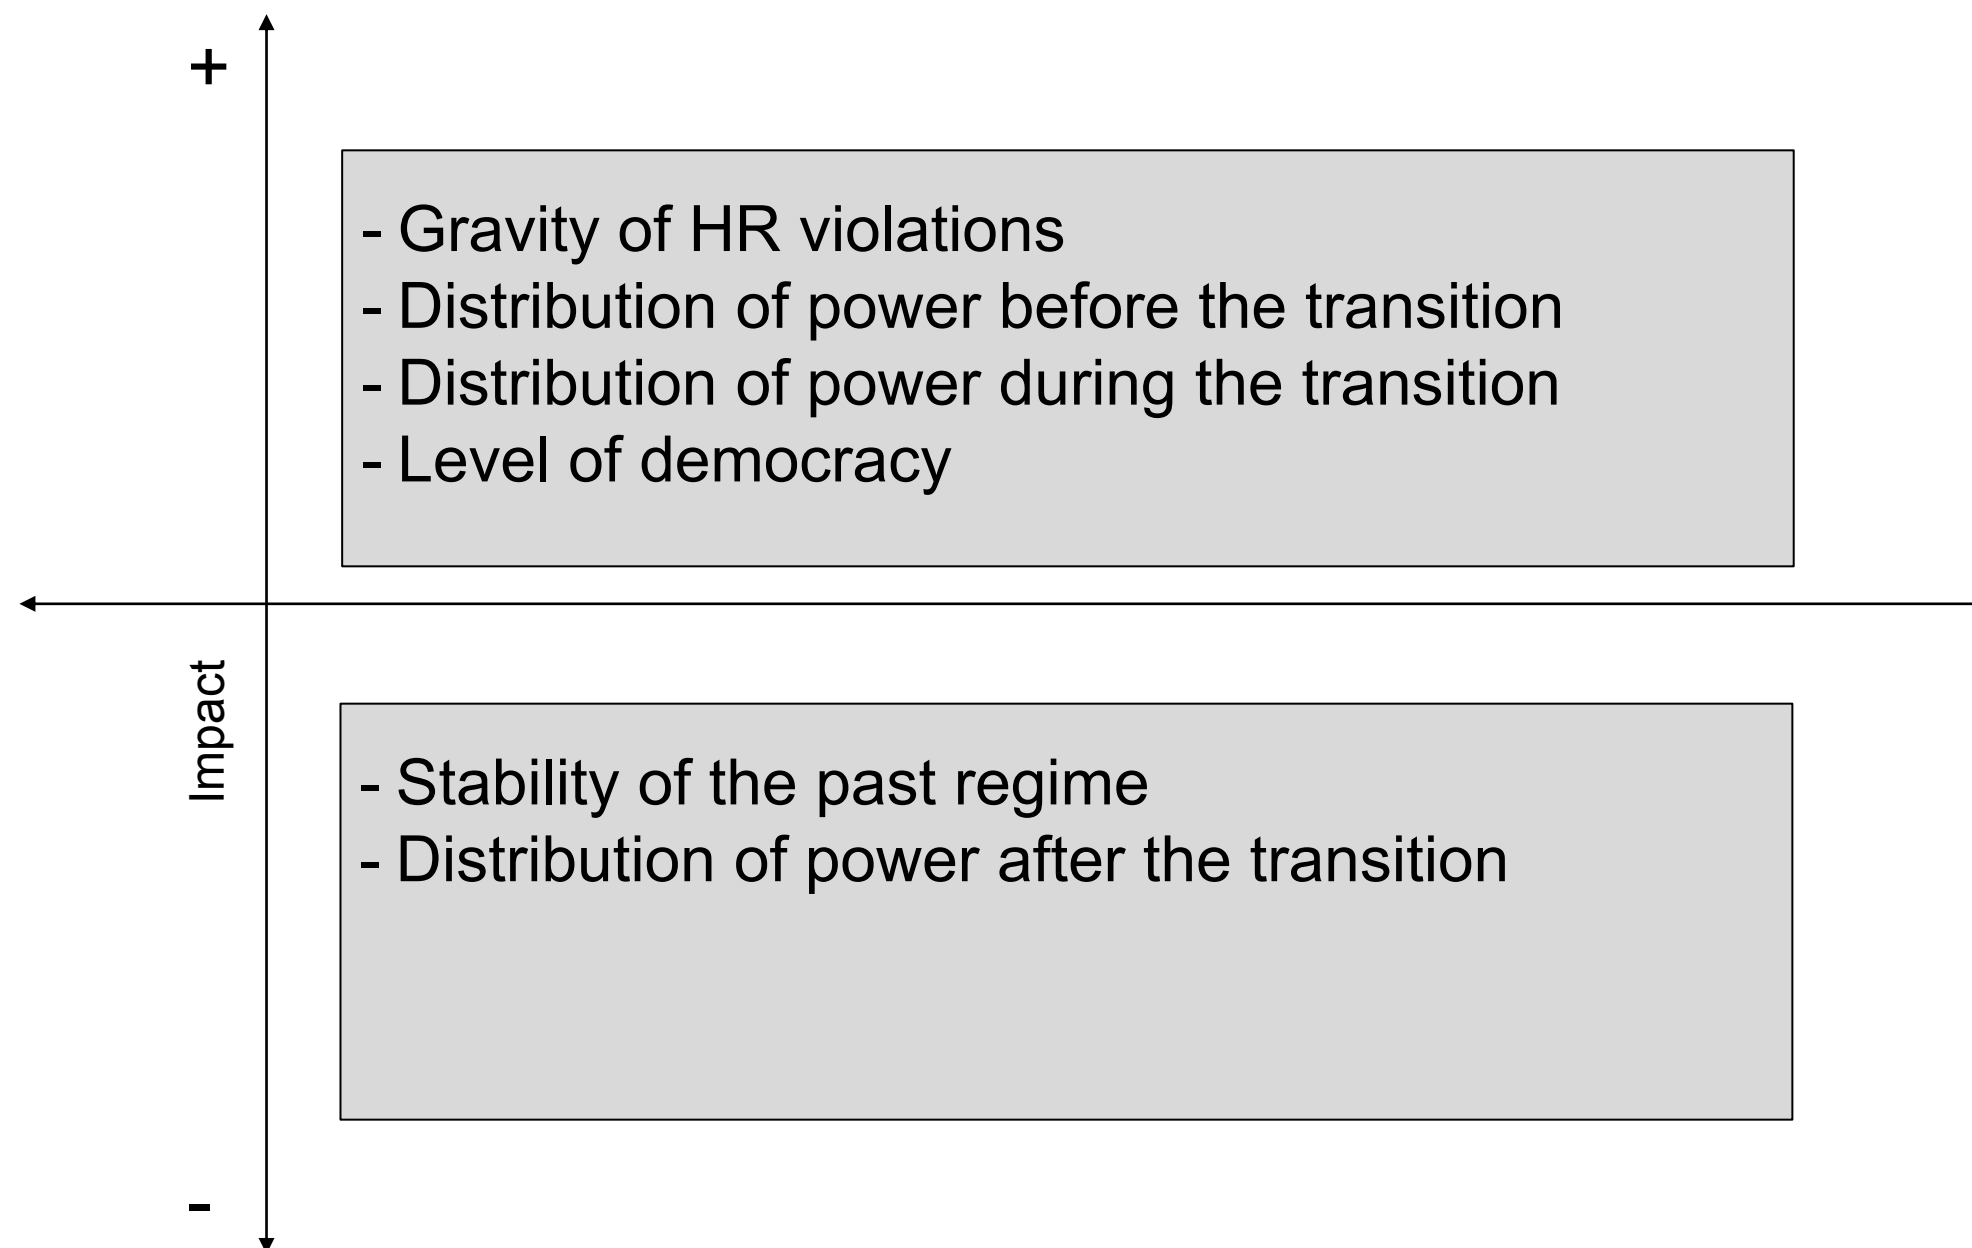 +
- Gravity of HR violations
- Distribution of power before the transition
- Distribution of power during the transition
- Level of democracy
Impact
- Stability of the past regime
- Distribution of power after the transition
-